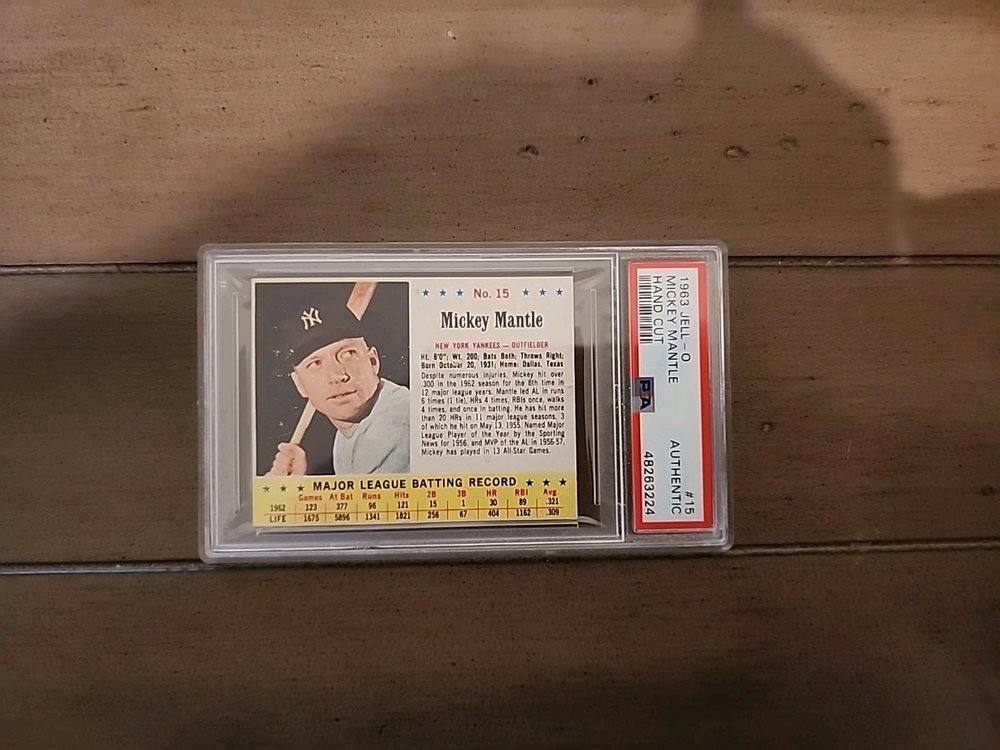 No. 15
Mickey Mantle
NEW YORK YANKEES — OUTFIELDER
Ht. 6'0"; Wt. 200; Bats Both; Throws Right;
Born October 20, 1931; Home: Dallas, Texas
Despite numerous injuries, Mickey hit over
.300 in the 1962 season for the 8th time in
12 major league years. Mantle led AL in runs
6 times (1 tie), HRs 4 times, RBIs once, walks
4 times, and once in batting. He has hit more
than 20 HRs in 11 major league seasons, 3
of which he hit on May 13, 1955. Named Major
League Player of the Year by the Sporting
News for 1956, and MVP of the AL in 1956-57,
Mickey has played in 13 All-Star Games.
MAJOR LEAGUE BATTING RECORD
Games At Bat Runs Hits 2B 3B HR RBI Avg.
1962 123 377 96 121 15 1 30 89 .321
LIFE 1675 5896 1341 1821 256 67 404 1162 .309
NY
1963 JELL-O
MICKEY MANTLE
HAND CUT
#15
AUTHENTIC
48263224
PSA